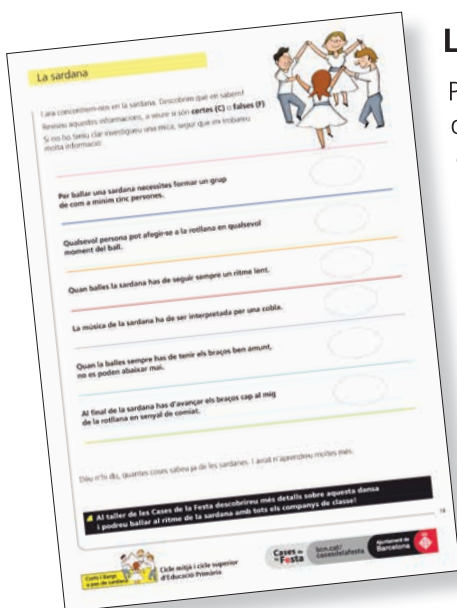 La sardana
I ara concentrem-nos en la sardana. Descobrim què en sabem!
Reviseu aquestes informacions, a veure si són certes (C) o falses (F)
Si no ho teniu clar investigueu una mica, segur que en trobareu
molta informació:
Per ballar una sardana necessites formar un grup
de com a mínim cinc persones.
Qualsevol persona pot afegir-se a la rotllana en qualsevol
moment del ball.
Quan balles la sardana has de seguir sempre un ritme lent.
La música de la sardana ha de ser interpretada per una cobla.
Quan la balles sempre has de tenir els braços ben amunt,
no es poden abaixar mai.
Al final de la sardana has d'avançar els braços cap al mig
de la rotllana en senyal de comiat.
Déu n'hi do, quantes coses sabeu ja de les sardanes. I aviat n'aprendreu moltes més.
Al taller de les Cases de la Festa descobrireu més detalls sobre aquesta dansa
i podreu ballar al ritme de la sardana amb tots els companys de classe!
Curts i llargs
a pas de sardana
Cicle mitjà i cicle superior
d'Educació Primària
Cases de
la Festa
bcn.cat/
casesdelafesta
Ajuntament de
Barcelona
L
P